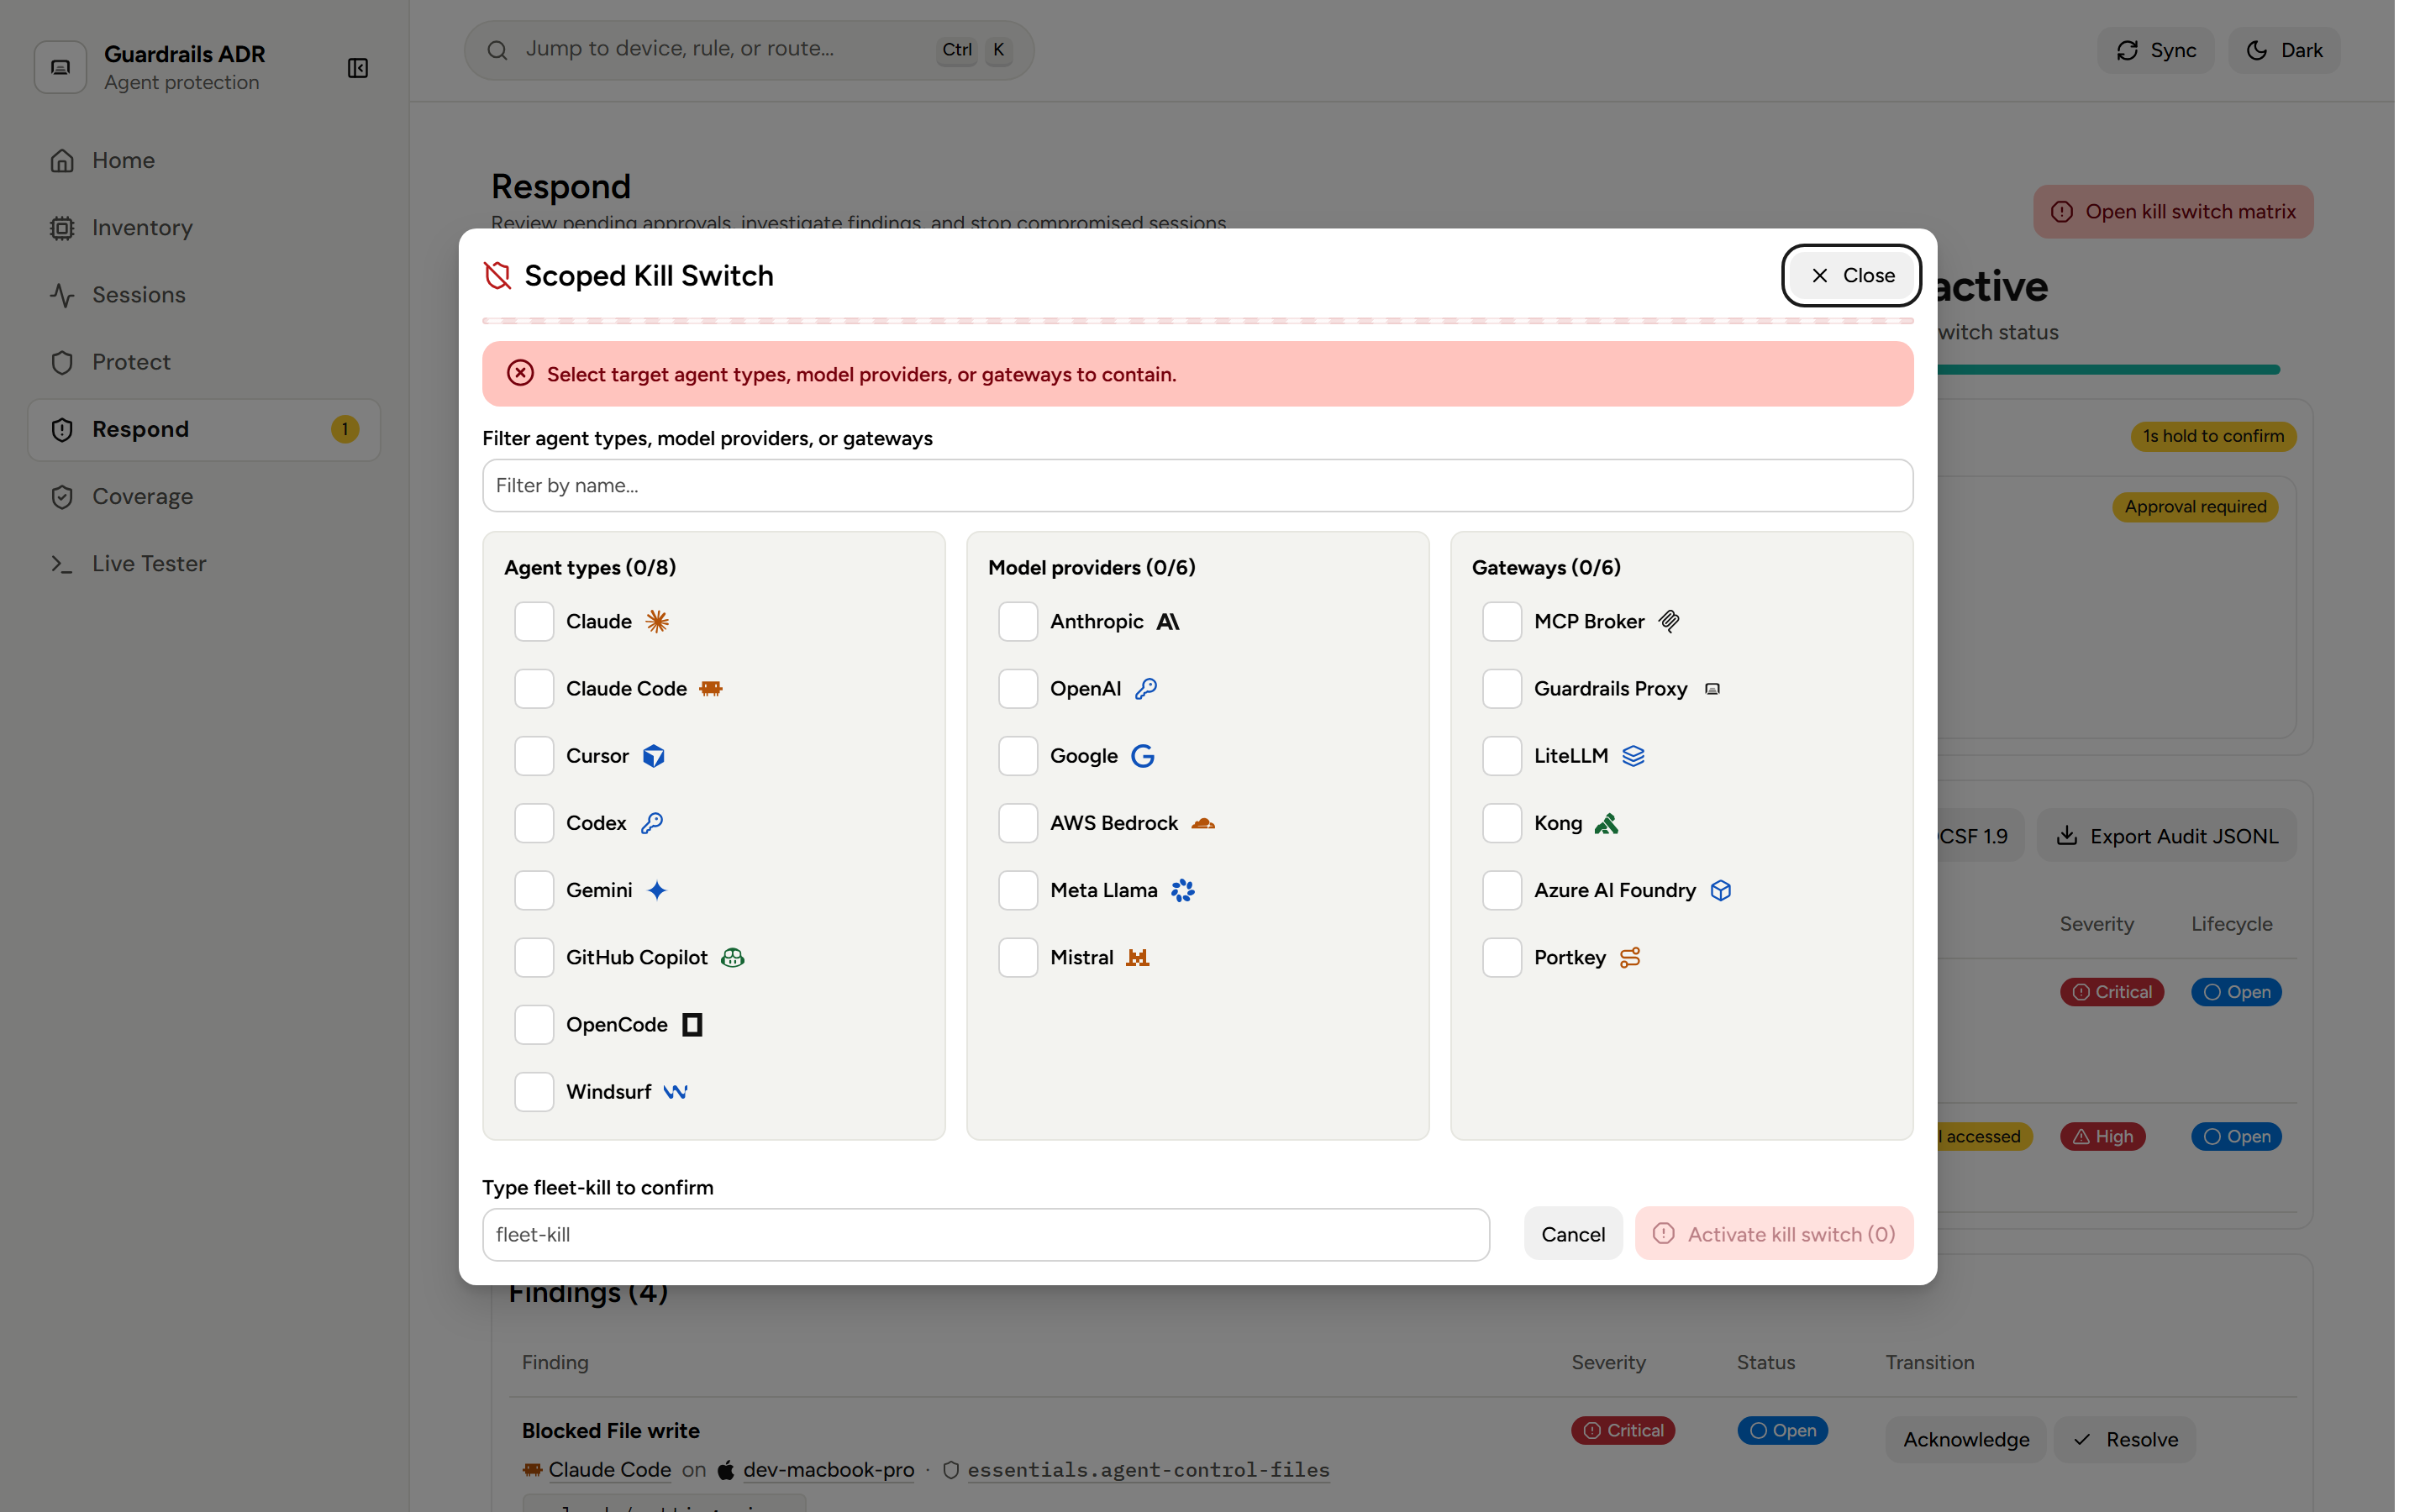 Guardrails ADR
Agent protection
Home
Inventory
Sessions
Protect
Respond 1
Coverage
Live Tester
Jump to device, rule, or route... Ctrl K
Sync
Dark
Respond
Review pending approvals, investigate findings, and stop compromised sessions
Open kill switch matrix
active
witch status
1s hold to confirm
Approval required
Scoped Kill Switch
Close
Select target agent types, model providers, or gateways to contain.
Filter agent types, model providers, or gateways
Filter by name...
Agent types (0/8)
Claude
Claude Code
Cursor
Codex
Gemini
GitHub Copilot
OpenCode
Windsurf
Model providers (0/6)
Anthropic
OpenAI
Google
AWS Bedrock
Meta Llama
Mistral
Gateways (0/6)
MCP Broker
Guardrails Proxy
LiteLLM
Kong
Azure AI Foundry
Portkey
Type fleet-kill to confirm
fleet-kill
Cancel
Activate kill switch (0)
CSF 1.9
Export Audit JSONL
Severity Lifecycle
Critical Open
accessed High Open
Findings (4)
Finding Severity Status Transition
Blocked File write Critical Open Acknowledge Resolve
Claude Code on dev-macbook-pro · essentials.agent-control-files